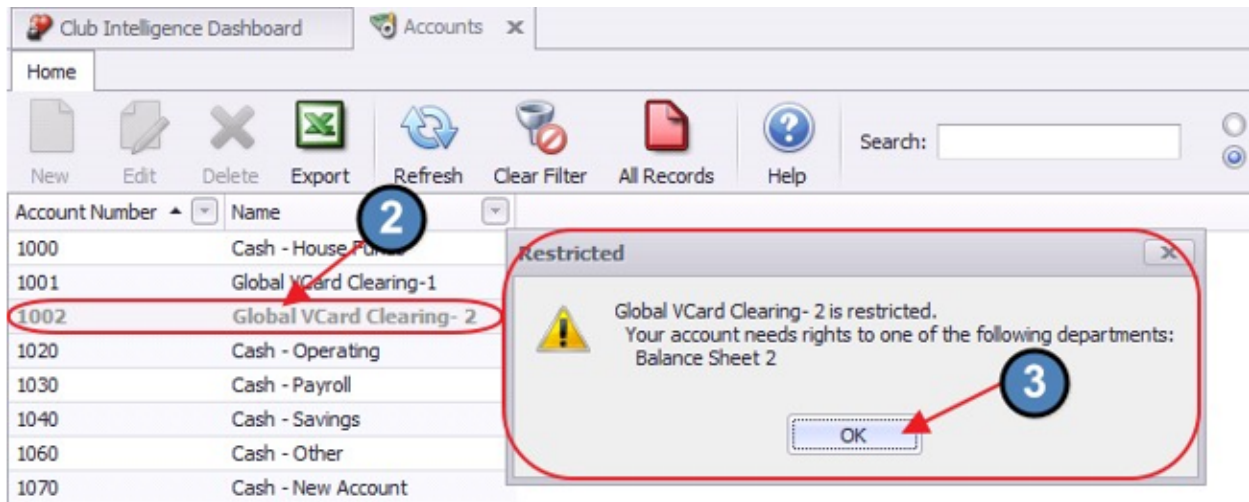 Club Intelligence Dashboard Accounts x
Home
New Edit Delete Export Refresh Clear Filter All Records Help Search:
Account Number Name
2
1000 Cash - House
1001 Global VCard Clearing-1
1002 Global VCard Clearing- 2
1020 Cash - Operating
1030 Cash - Payroll
1040 Cash - Savings
1060 Cash - Other
1070 Cash - New Account
Restricted
Global VCard Clearing- 2 is restricted.
Your account needs rights to one of the following departments:
Balance Sheet 2
3
OK